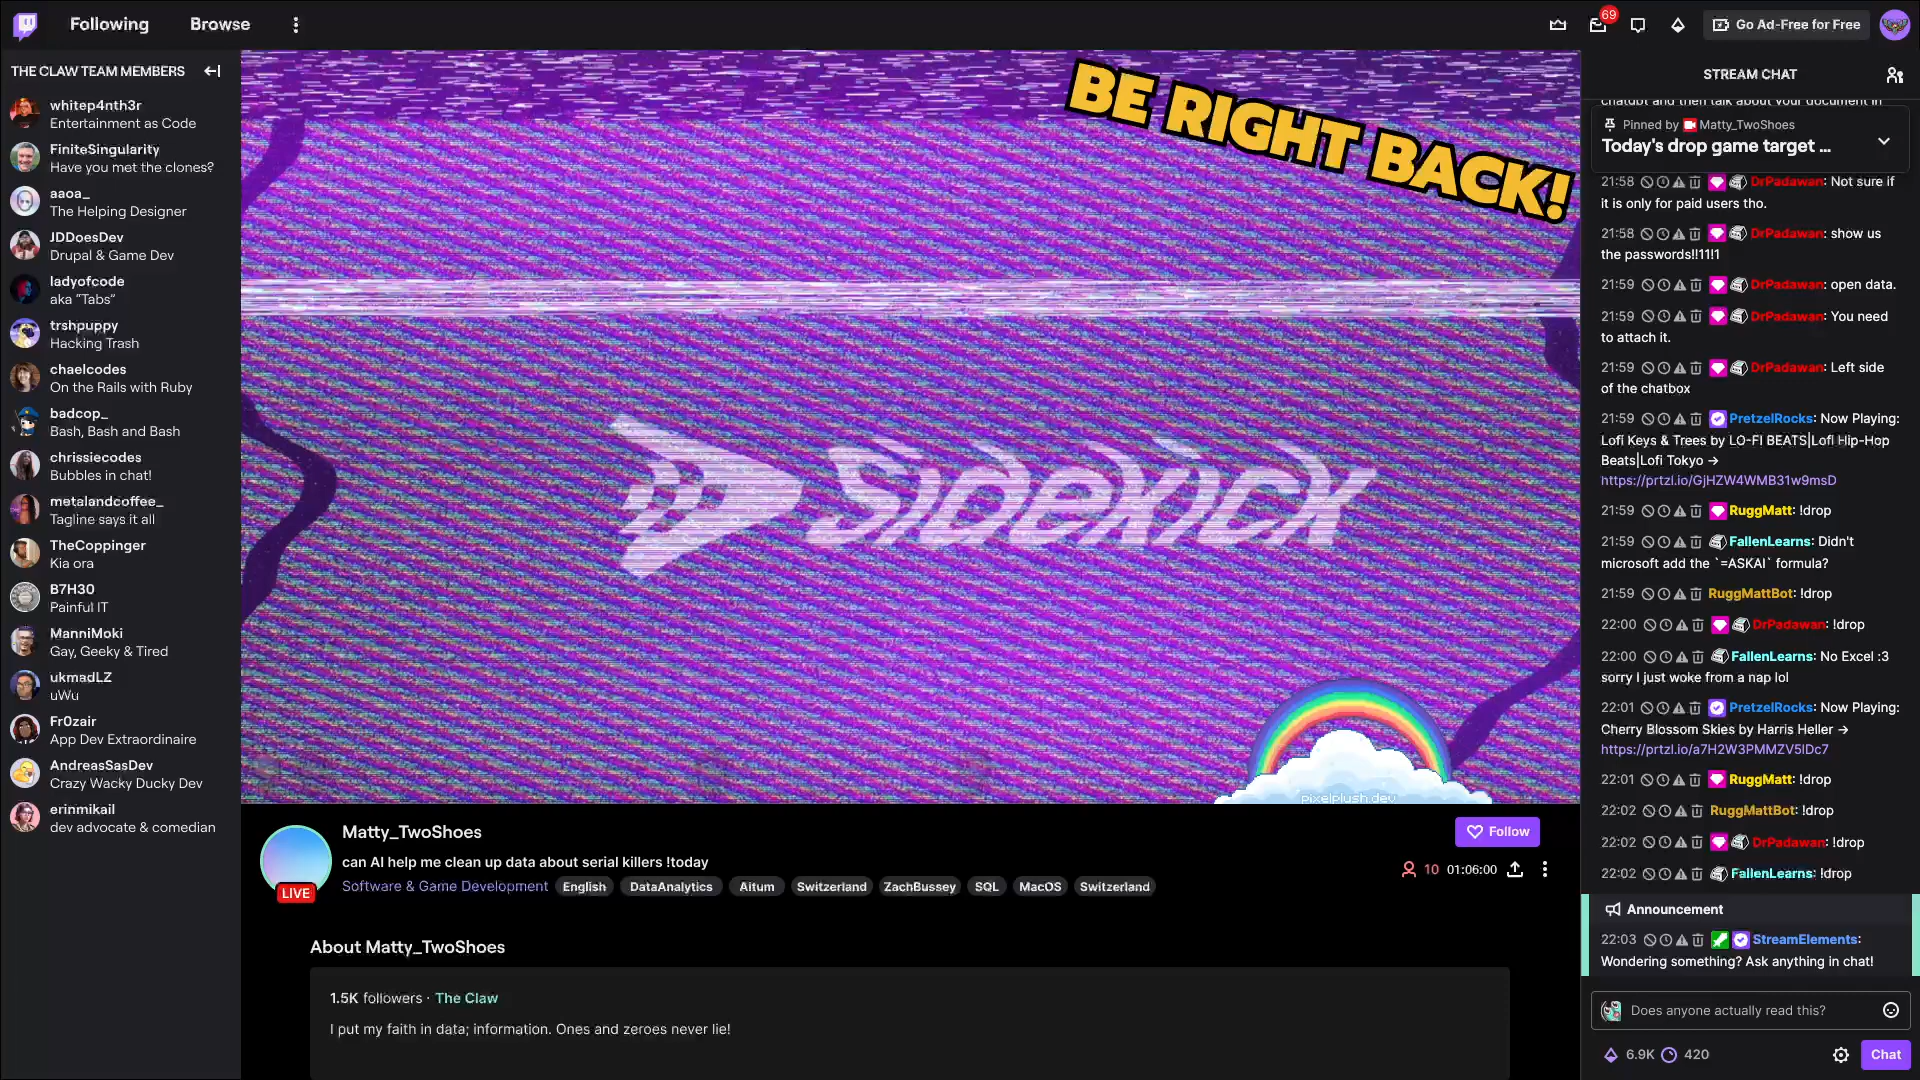 Following
Browse
69
Go Ad-Free for Free
THE CLAW TEAM MEMBERS
whitep4nth3r
Entertainment as Code
FiniteSingularity
Have you met the clones?
aaoa_
The Helping Designer
JDDoesDev
Drupal & Game Dev
ladyofcode
aka “Tabs”
trshpuppy
Hacking Trash
chaelcodes
On the Rails with Ruby
badcop_
Bash, Bash and Bash
chrissiecodes
Bubbles in chat!
metalandcoffee_
Tagline says it all
TheCoppinger
Kia ora
B7H30
Painful IT
ManniMoki
Gay, Geeky & Tired
ukmadLZ
uWu
Fr0zair
App Dev Extraordinaire
AndreasSasDev
Crazy Wacky Ducky Dev
erinmikail
dev advocate & comedian
BE RIGHT BACK!
Sidekick
pixelplush.dev
LIVE
Matty_TwoShoes
can AI help me clean up data about serial killers !today
Software & Game Development English DataAnalytics Aitum Switzerland ZachBussey SQL MacOS Switzerland
Follow
10 01:06:00
About Matty_TwoShoes
1.5K followers · The Claw
I put my faith in data; information. Ones and zeroes never lie!
STREAM CHAT
chatgpt and then talk about your document in
Pinned by Matty_TwoShoes
Today's drop game target ...
21:58 DrPadawan: Not sure if
it is only for paid users tho.
21:58 DrPadawan: show us
the passwords!!11!1
21:59 DrPadawan: open data.
21:59 DrPadawan: You need
to attach it.
21:59 DrPadawan: Left side
of the chatbox
21:59 PretzelRocks: Now Playing:
Lofi Keys & Trees by LO-FI BEATS|Lofi Hip-Hop
Beats|Lofi Tokyo →
https://prtzl.io/GjHZW4WMB31w9msD
21:59 RuggMatt: !drop
21:59 FallenLearns: Didn't
microsoft add the `=ASKAI` formula?
21:59 RuggMattBot: !drop
22:00 DrPadawan: !drop
22:00 FallenLearns: No Excel :3
sorry I just woke from a nap lol
22:01 PretzelRocks: Now Playing:
Cherry Blossom Skies by Harris Heller →
https://prtzl.io/a7H2W3PMMZV5lDc7
22:01 RuggMatt: !drop
22:02 RuggMattBot: !drop
22:02 DrPadawan: !drop
22:02 FallenLearns: !drop
Announcement
22:03 StreamElements:
Wondering something? Ask anything in chat!
Does anyone actually read this?
6.9K 420
Chat